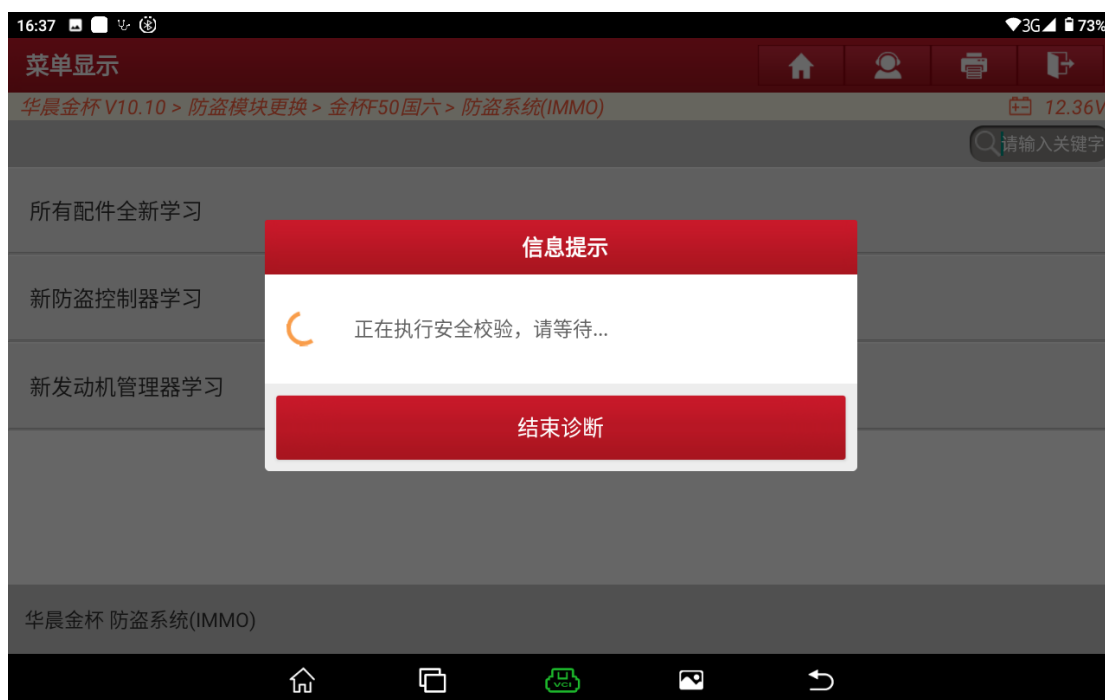 16:37
3G 73%
菜单显示
华晨金杯 V10.10 > 防盗模块更换 > 金杯F50国六 > 防盗系统(IMMO)
12.36V
请输入关键字
所有配件全新学习
信息提示
新防盗控制器学习
正在执行安全校验，请等待...
新发动机管理器学习
结束诊断
华晨金杯 防盗系统(IMMO)
VCI